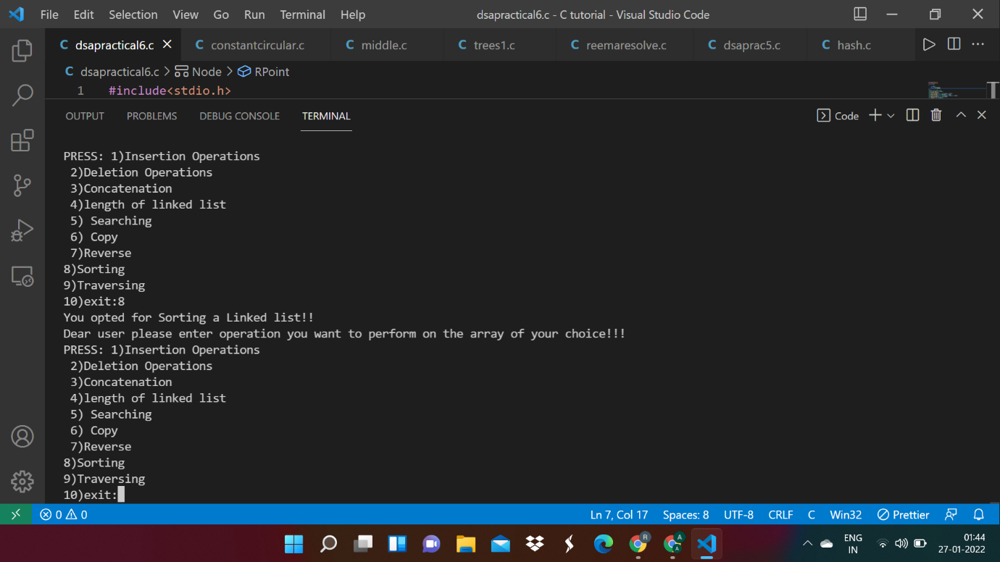 File Edit Selection View Go Run Terminal Help dsapractical6.c - C tutorial - Visual Studio Code
C dsapractical6.c C constantcircular.c C middle.c C trees1.c C reemaresolve.c C dsaprac5.c C hash.c
C dsapractical6.c > Node > RPoint
1 #include<stdio.h>
OUTPUT PROBLEMS DEBUG CONSOLE TERMINAL Code
PRESS: 1)Insertion Operations
2)Deletion Operations
3)Concatenation
4)length of linked list
5) Searching
6) Copy
7)Reverse
8)Sorting
9)Traversing
10)exit:8
You opted for Sorting a Linked list!!
Dear user please enter operation you want to perform on the array of your choice!!!
PRESS: 1)Insertion Operations
2)Deletion Operations
3)Concatenation
4)length of linked list
5) Searching
6) Copy
7)Reverse
8)Sorting
9)Traversing
10)exit:
0 0 Ln 7, Col 17 Spaces: 8 UTF-8 CRLF C Win32 Prettier
R A A ENG 01:44
IN 27-01-2022